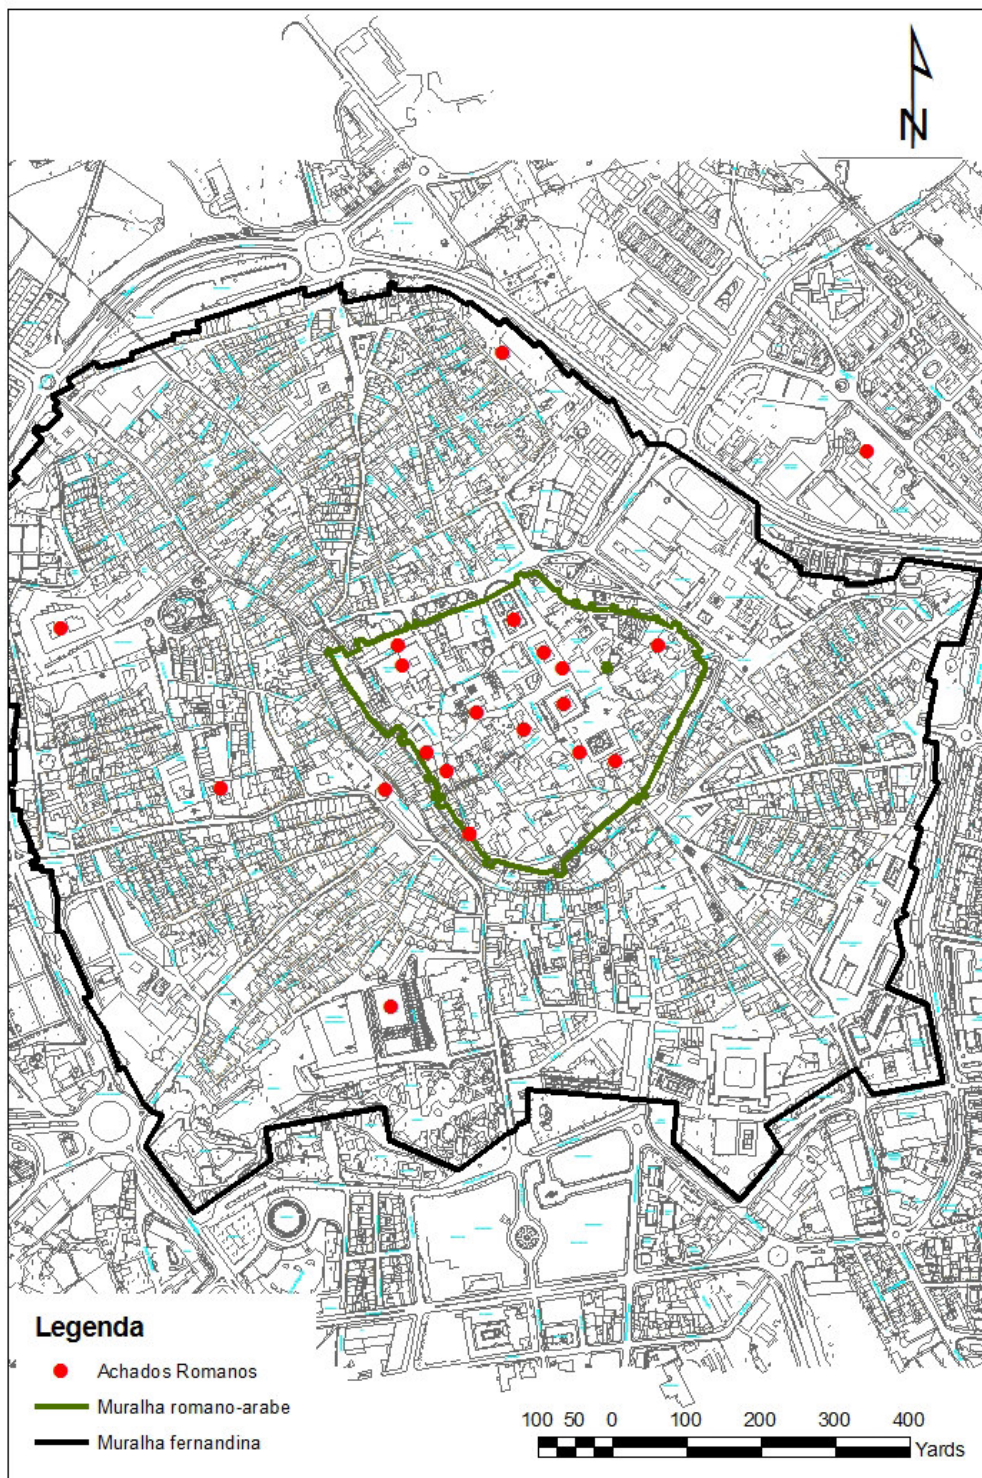 N
Legenda
Achados Romanos
Muralha romano-arabe
Muralha fernandina
100 50 0 100 200 300 400
Yards